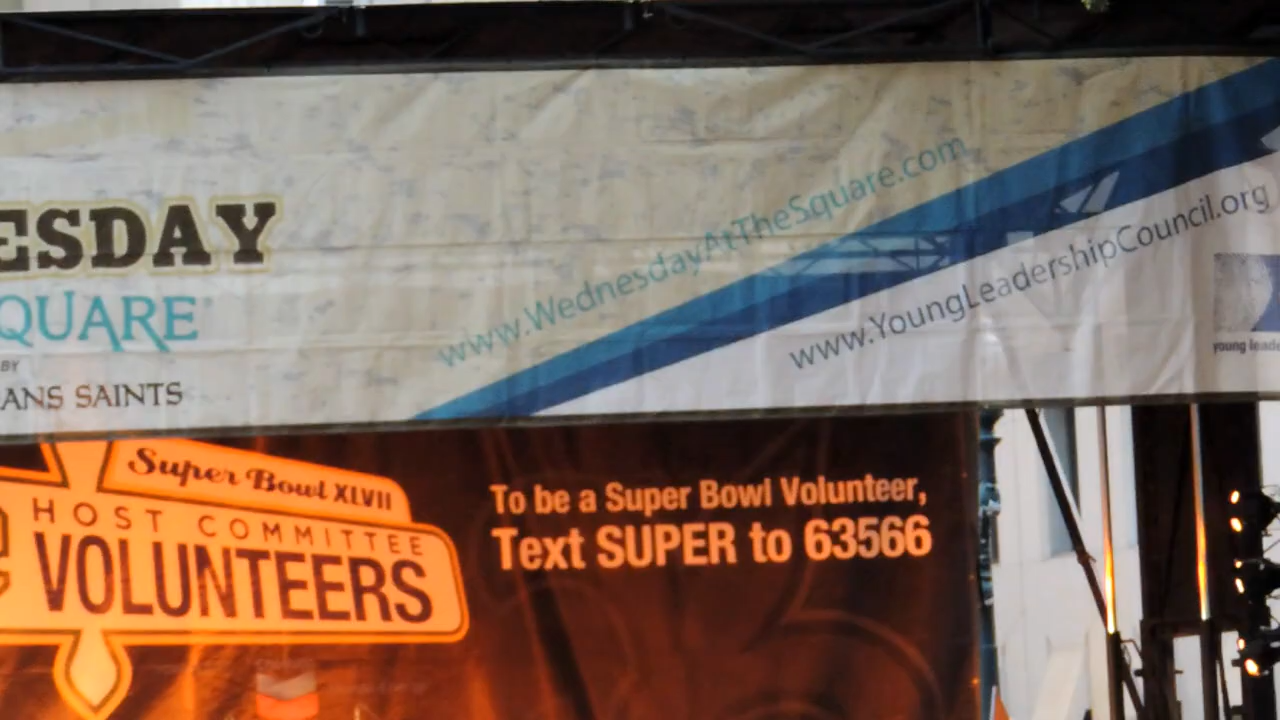 ESDAY
QUARE
BY
ANS SAINTS
www.WednesdayAtTheSquare.com
www.YoungLeadershipCouncil.org
young leade
Super Bowl XLVII
HOST COMMITTEE
VOLUNTEERS
To be a Super Bowl Volunteer,
Text SUPER to 63566